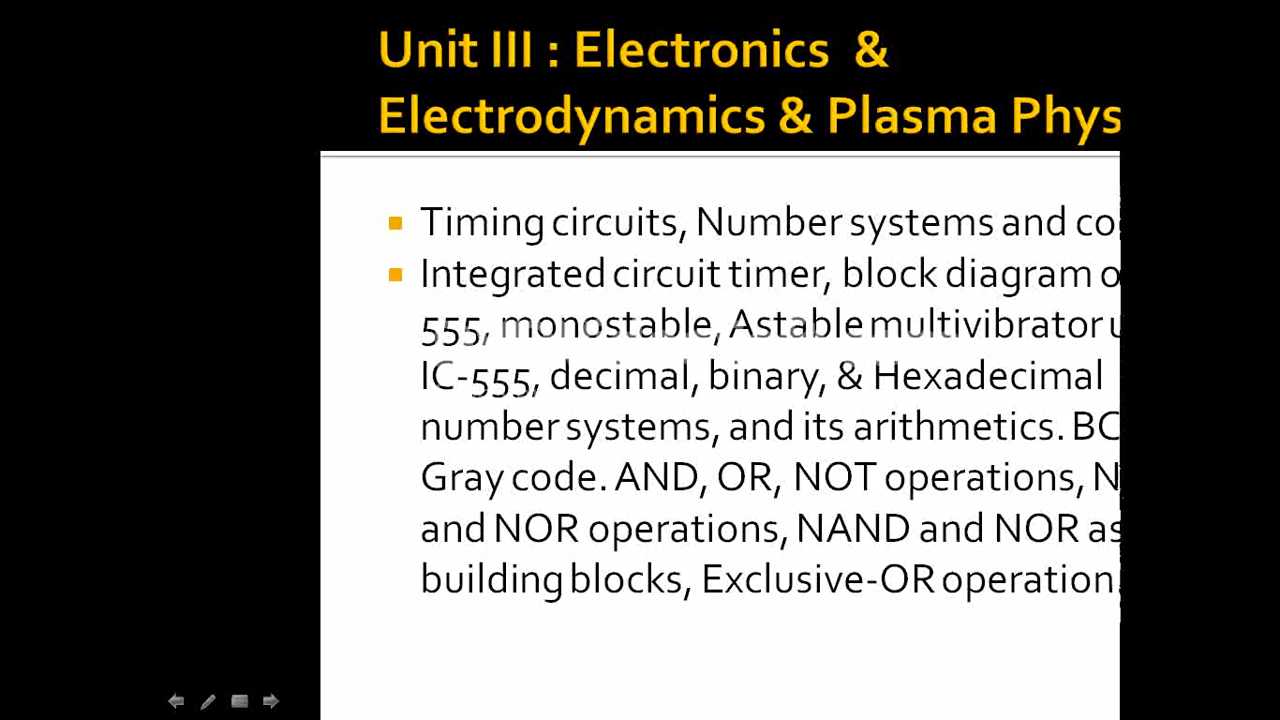 Unit III : Electronics &
Electrodynamics & Plasma Phys
Timing circuits, Number systems and co
Integrated circuit timer, block diagram o
555, monostable, Astable multivibrator u
IC-555, decimal, binary, & Hexadecimal
number systems, and its arithmetics. BC
Gray code. AND, OR, NOT operations, N
and NOR operations, NAND and NOR as
building blocks, Exclusive-OR operation.